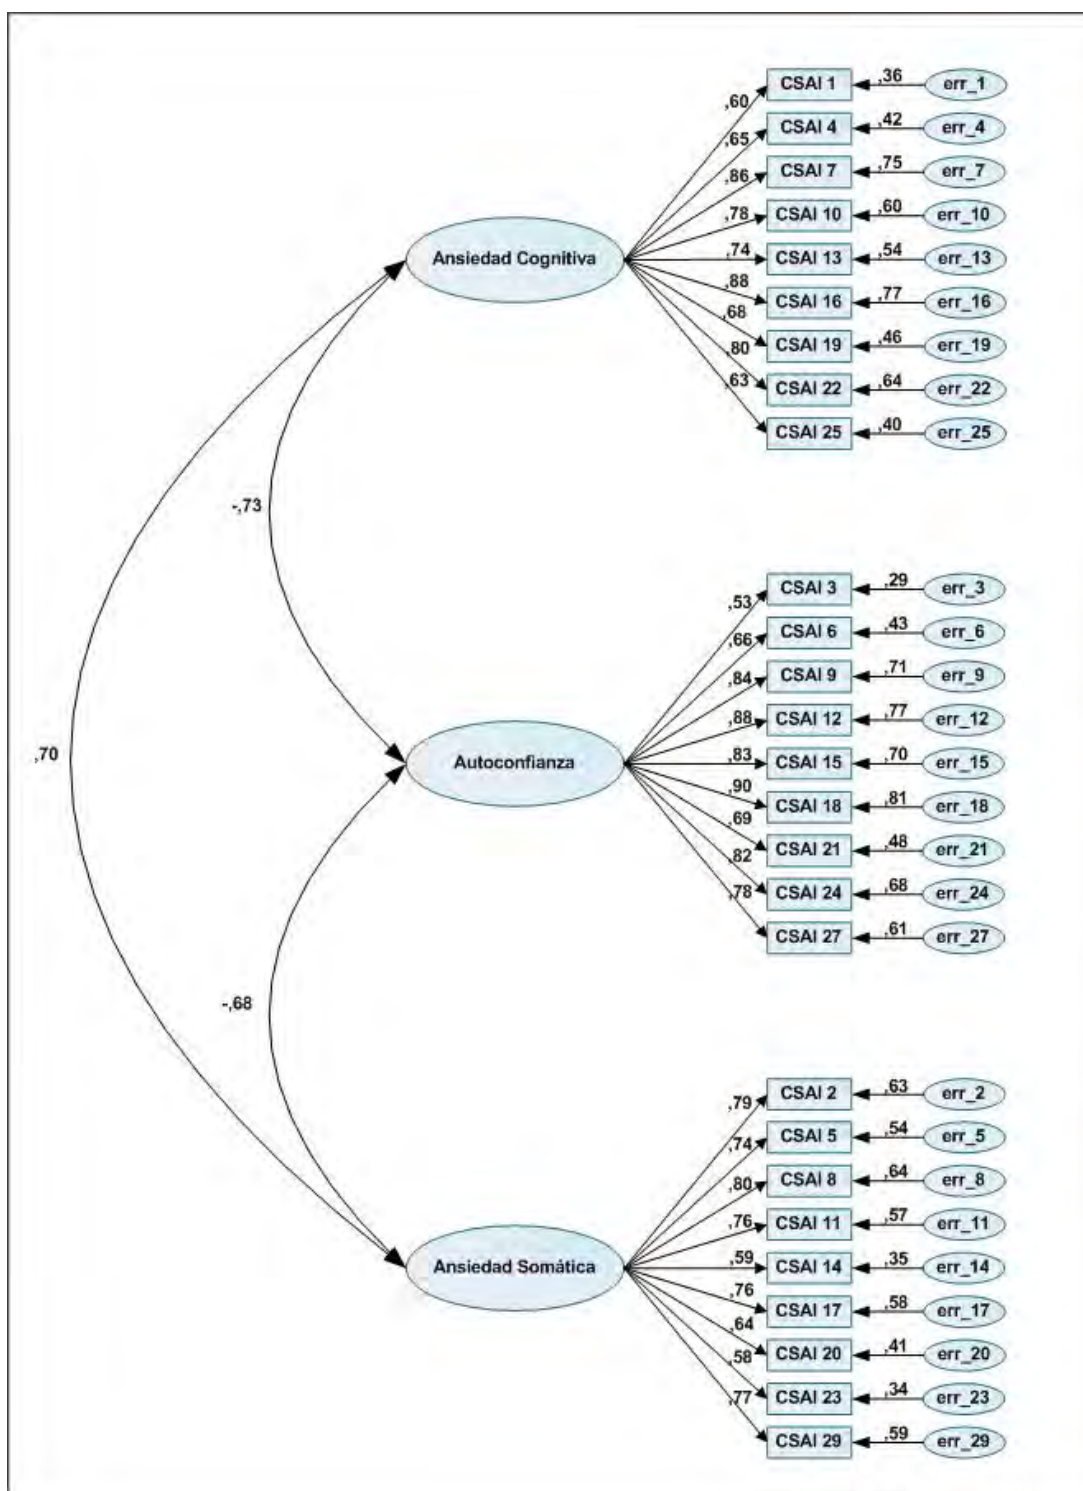 ,60 CSAI 1 ,36 err_1
,65 CSAI 4 ,42 err_4
,86 CSAI 7 ,75 err_7
,78 CSAI 10 ,60 err_10
Ansiedad Cognitiva
,74 CSAI 13 ,54 err_13
,88 CSAI 16 ,77 err_16
,68 CSAI 19 ,46 err_19
,80 CSAI 22 ,64 err_22
,63 CSAI 25 ,40 err_25
-,73
,53 CSAI 3 ,29 err_3
,66 CSAI 6 ,43 err_6
,84 CSAI 9 ,71 err_9
,88 CSAI 12 ,77 err_12
,70
Autoconfianza
,83 CSAI 15 ,70 err_15
,90 CSAI 18 ,81 err_18
,69 CSAI 21 ,48 err_21
,82 CSAI 24 ,68 err_24
,78 CSAI 27 ,61 err_27
-,68
,79 CSAI 2 ,63 err_2
,74 CSAI 5 ,54 err_5
,80 CSAI 8 ,64 err_8
,76 CSAI 11 ,57 err_11
Ansiedad Somática
,59 CSAI 14 ,35 err_14
,76 CSAI 17 ,58 err_17
,64 CSAI 20 ,41 err_20
,58 CSAI 23 ,34 err_23
,77 CSAI 29 ,59 err_29